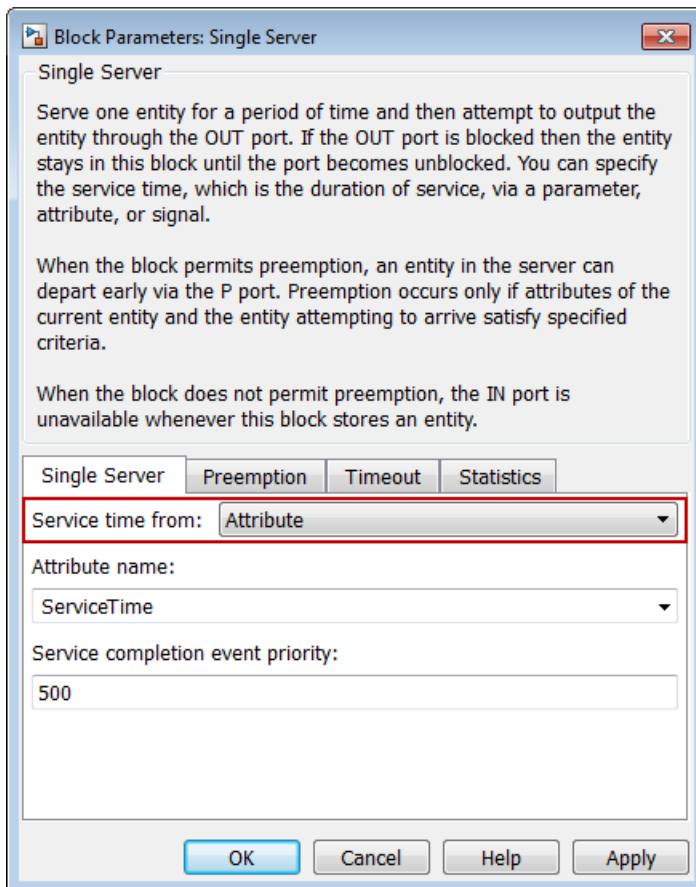 Block Parameters: Single Server
Single Server
Serve one entity for a period of time and then attempt to output the
entity through the OUT port. If the OUT port is blocked then the entity
stays in this block until the port becomes unblocked. You can specify
the service time, which is the duration of service, via a parameter,
attribute, or signal.
When the block permits preemption, an entity in the server can
depart early via the P port. Preemption occurs only if attributes of the
current entity and the entity attempting to arrive satisfy specified
criteria.
When the block does not permit preemption, the IN port is
unavailable whenever this block stores an entity.
Single Server Preemption Timeout Statistics
Service time from: Attribute
Attribute name:
ServiceTime
Service completion event priority:
500
OK Cancel Help Apply